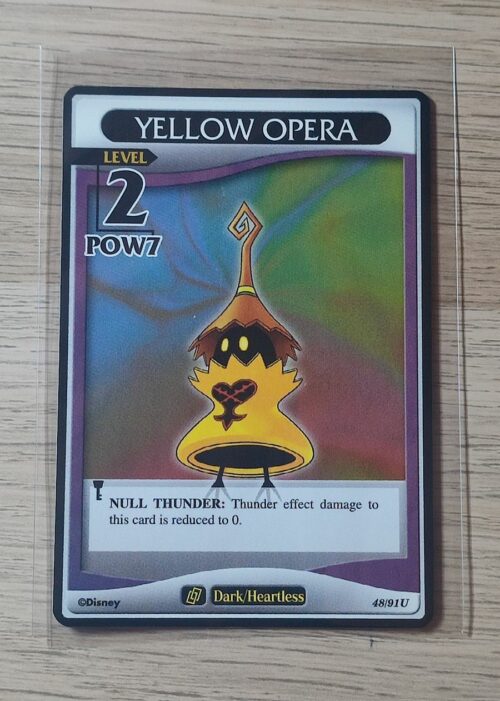 YELLOW OPERA
LEVEL
2
POW7
NULL THUNDER: Thunder effect damage to
this card is reduced to 0.
©Disney
Dark/Heartless
48/91U